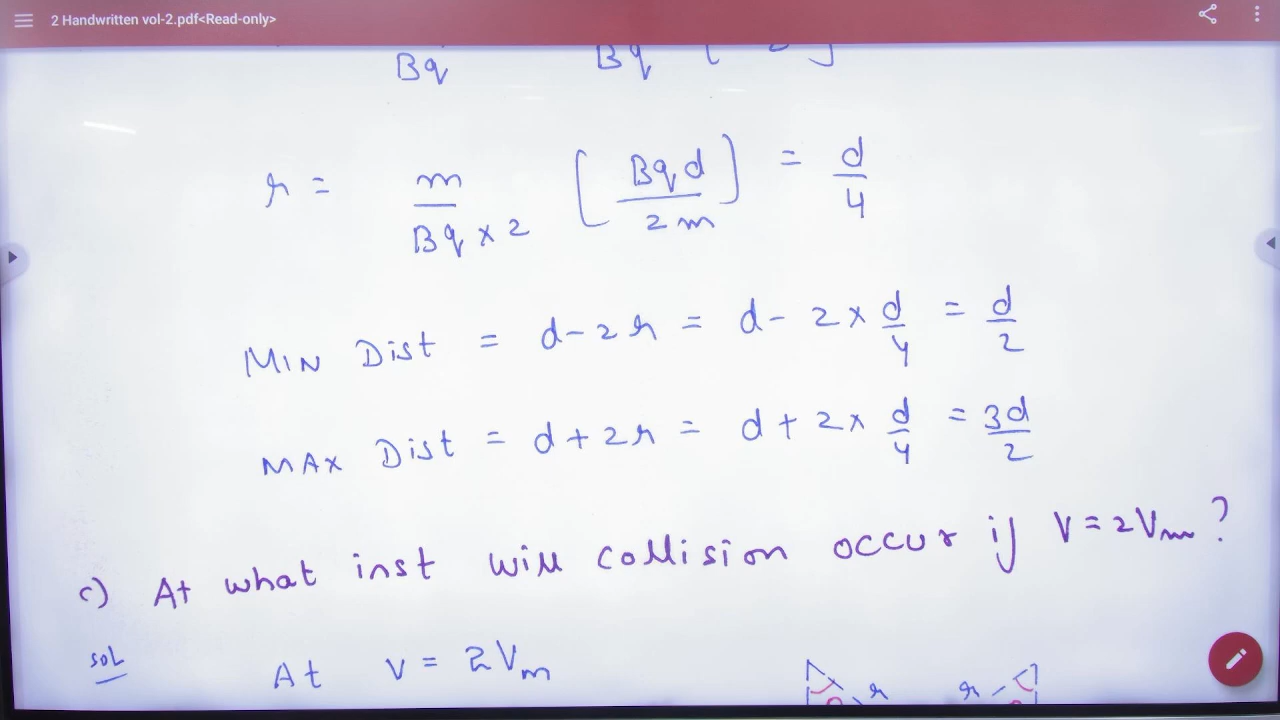 2 Handwritten vol-2.pdf<Read-only>
Bq Bq
r = m/(Bq × 2) [Bqd/2m] = d/4
MIN Dist = d-2r = d- 2×d/4 = d/2
MAX Dist = d+2r = d+ 2×d/4 = 3d/2
c) At what inst will collision occur if V=2Vm?
Sol At V = 2Vm
r r